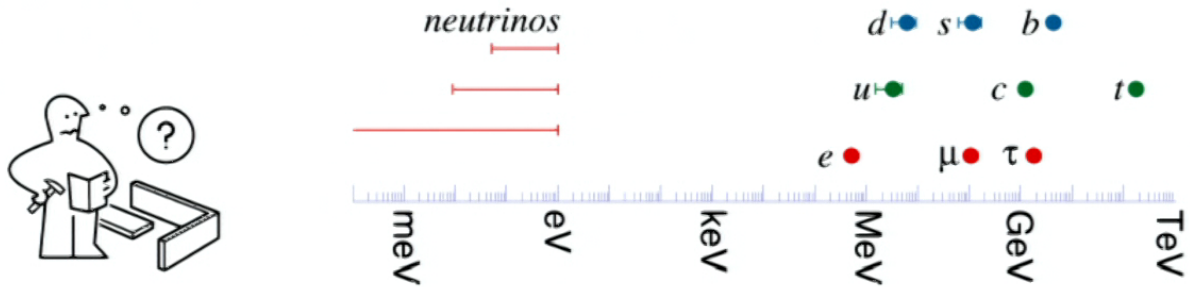 neutrinos d s b
u c t
?
e μ τ
meV eV keV MeV GeV TeV